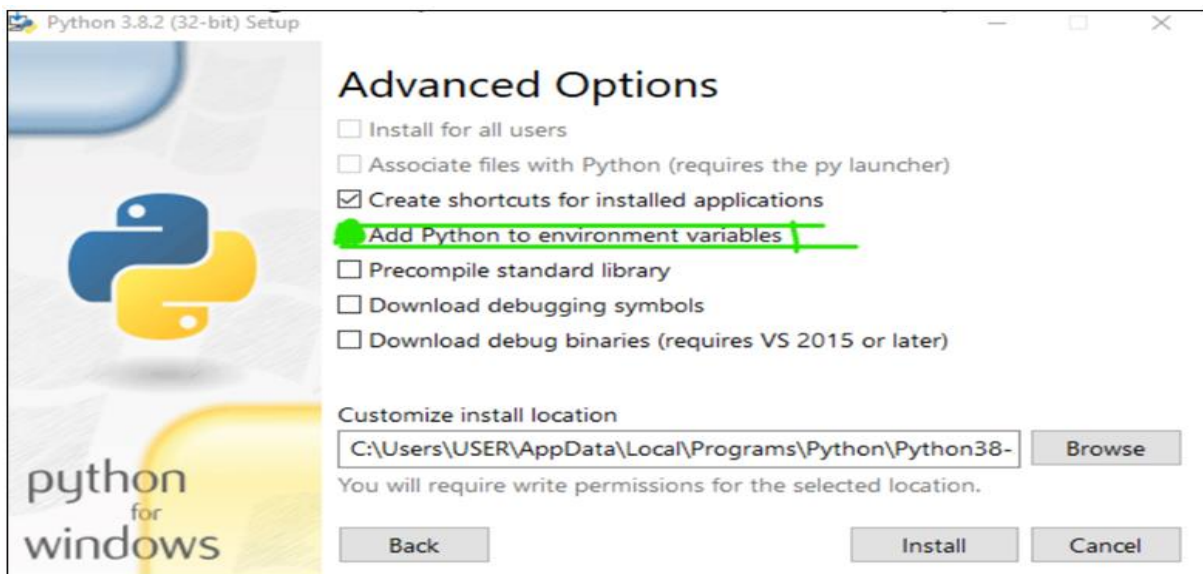 Python 3.8.2 (32-bit) Setup
Advanced Options
Install for all users
Associate files with Python (requires the py launcher)
Create shortcuts for installed applications
Add Python to environment variables
Precompile standard library
Download debugging symbols
Download debug binaries (requires VS 2015 or later)
Customize install location
C:\Users\USER\AppData\Local\Programs\Python\Python38-
Browse
You will require write permissions for the selected location.
python
for
windows
Back
Install
Cancel